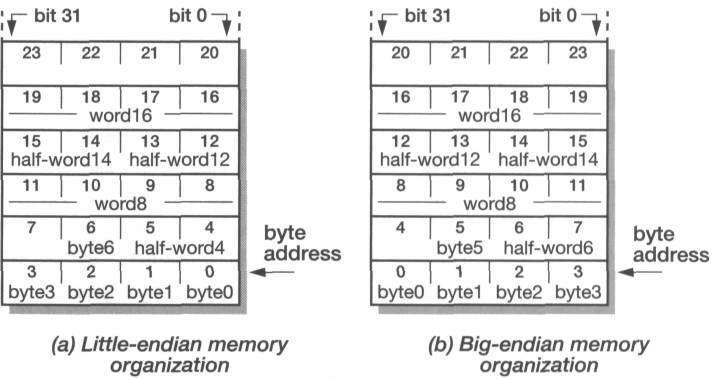 bit 31 bit 0
23 22 21 20
19 18 17 16
word16
15 14 13 12
half-word14 half-word12
11 10 9 8
word8
7 6 5 4
byte6 half-word4
3 2 1 0
byte3 byte2 byte1 byte0
byte
address
(a) Little-endian memory
organization
bit 31 bit 0
20 21 22 23
16 17 18 19
word16
12 13 14 15
half-word12 half-word14
8 9 10 11
word8
4 5 6 7
byte5 half-word6
0 1 2 3
byte0 byte1 byte2 byte3
byte
address
(b) Big-endian memory
organization